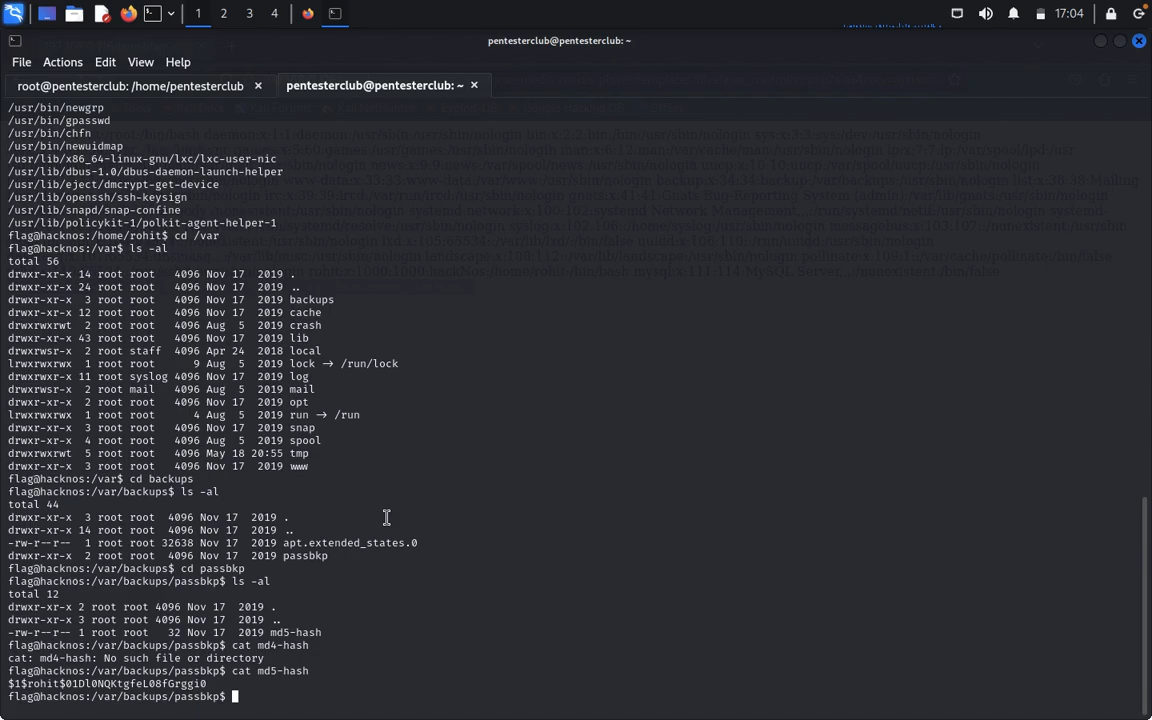 1 2 3 4 17:04
pentesterclub@pentesterclub: ~
File Actions Edit View Help
root@pentesterclub: /home/pentesterclub pentesterclub@pentesterclub: ~
/usr/bin/newgrp
/usr/bin/gpasswd
/usr/bin/chfn
/usr/bin/newuidmap
/usr/lib/x86_64-linux-gnu/lxc/lxc-user-nic
/usr/lib/dbus-1.0/dbus-daemon-launch-helper
/usr/lib/eject/dmcrypt-get-device
/usr/lib/openssh/ssh-keysign
/usr/lib/snapd/snap-confine
/usr/lib/policykit-1/polkit-agent-helper-1
flag@hacknos:/home/rohit$ cd /var
flag@hacknos:/var$ ls -al
total 56
drwxr-xr-x 14 root root 4096 Nov 17 2019 .
drwxr-xr-x 24 root root 4096 Nov 17 2019 ..
drwxr-xr-x 3 root root 4096 Nov 17 2019 backups
drwxr-xr-x 12 root root 4096 Nov 17 2019 cache
drwxrwxrwt 2 root root 4096 Aug 5 2019 crash
drwxr-xr-x 43 root root 4096 Nov 17 2019 lib
drwxrwsr-x 2 root staff 4096 Apr 24 2018 local
lrwxrwxrwx 1 root root 9 Aug 5 2019 lock → /run/lock
drwxrwxr-x 11 root syslog 4096 Nov 17 2019 log
drwxrwsr-x 2 root mail 4096 Aug 5 2019 mail
drwxr-xr-x 2 root root 4096 Nov 17 2019 opt
lrwxrwxrwx 1 root root 4 Aug 5 2019 run → /run
drwxr-xr-x 3 root root 4096 Nov 17 2019 snap
drwxr-xr-x 4 root root 4096 Aug 5 2019 spool
drwxrwxrwt 5 root root 4096 May 18 20:55 tmp
drwxr-xr-x 3 root root 4096 Nov 17 2019 www
flag@hacknos:/var$ cd backups
flag@hacknos:/var/backups$ ls -al
total 44
drwxr-xr-x 3 root root 4096 Nov 17 2019 .
drwxr-xr-x 14 root root 4096 Nov 17 2019 ..
-rw-r--r-- 1 root root 32638 Nov 17 2019 apt.extended_states.0
drwxr-xr-x 2 root root 4096 Nov 17 2019 passbkp
flag@hacknos:/var/backups$ cd passbkp
flag@hacknos:/var/backups/passbkp$ ls -al
total 12
drwxr-xr-x 2 root root 4096 Nov 17 2019 .
drwxr-xr-x 3 root root 4096 Nov 17 2019 ..
-rw-r--r-- 1 root root 32 Nov 17 2019 md5-hash
flag@hacknos:/var/backups/passbkp$ cat md4-hash
cat: md4-hash: No such file or directory
flag@hacknos:/var/backups/passbkp$ cat md5-hash
$1$rohit$01Dl0NQKtgfeL08fGrggi0
flag@hacknos:/var/backups/passbkp$